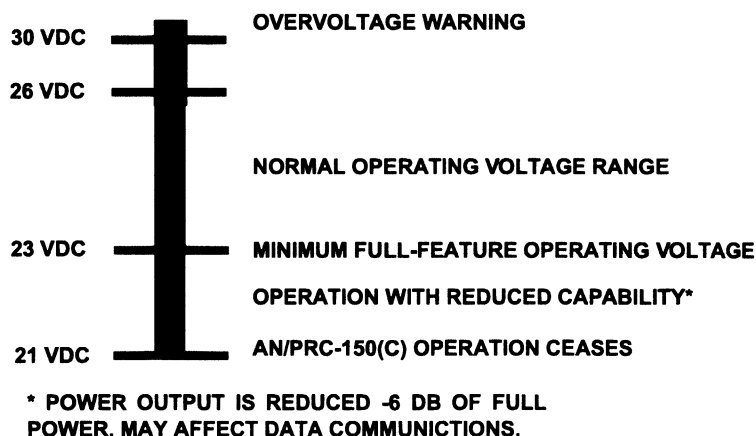 OVERVOLTAGE WARNING
30 VDC
26 VDC
NORMAL OPERATING VOLTAGE RANGE
23 VDC
MINIMUM FULL-FEATURE OPERATING VOLTAGE
OPERATION WITH REDUCED CAPABILITY*
21 VDC
AN/PRC-150(C) OPERATION CEASES
* POWER OUTPUT IS REDUCED -6 DB OF FULL
POWER. MAY AFFECT DATA COMMUNICTIONS.